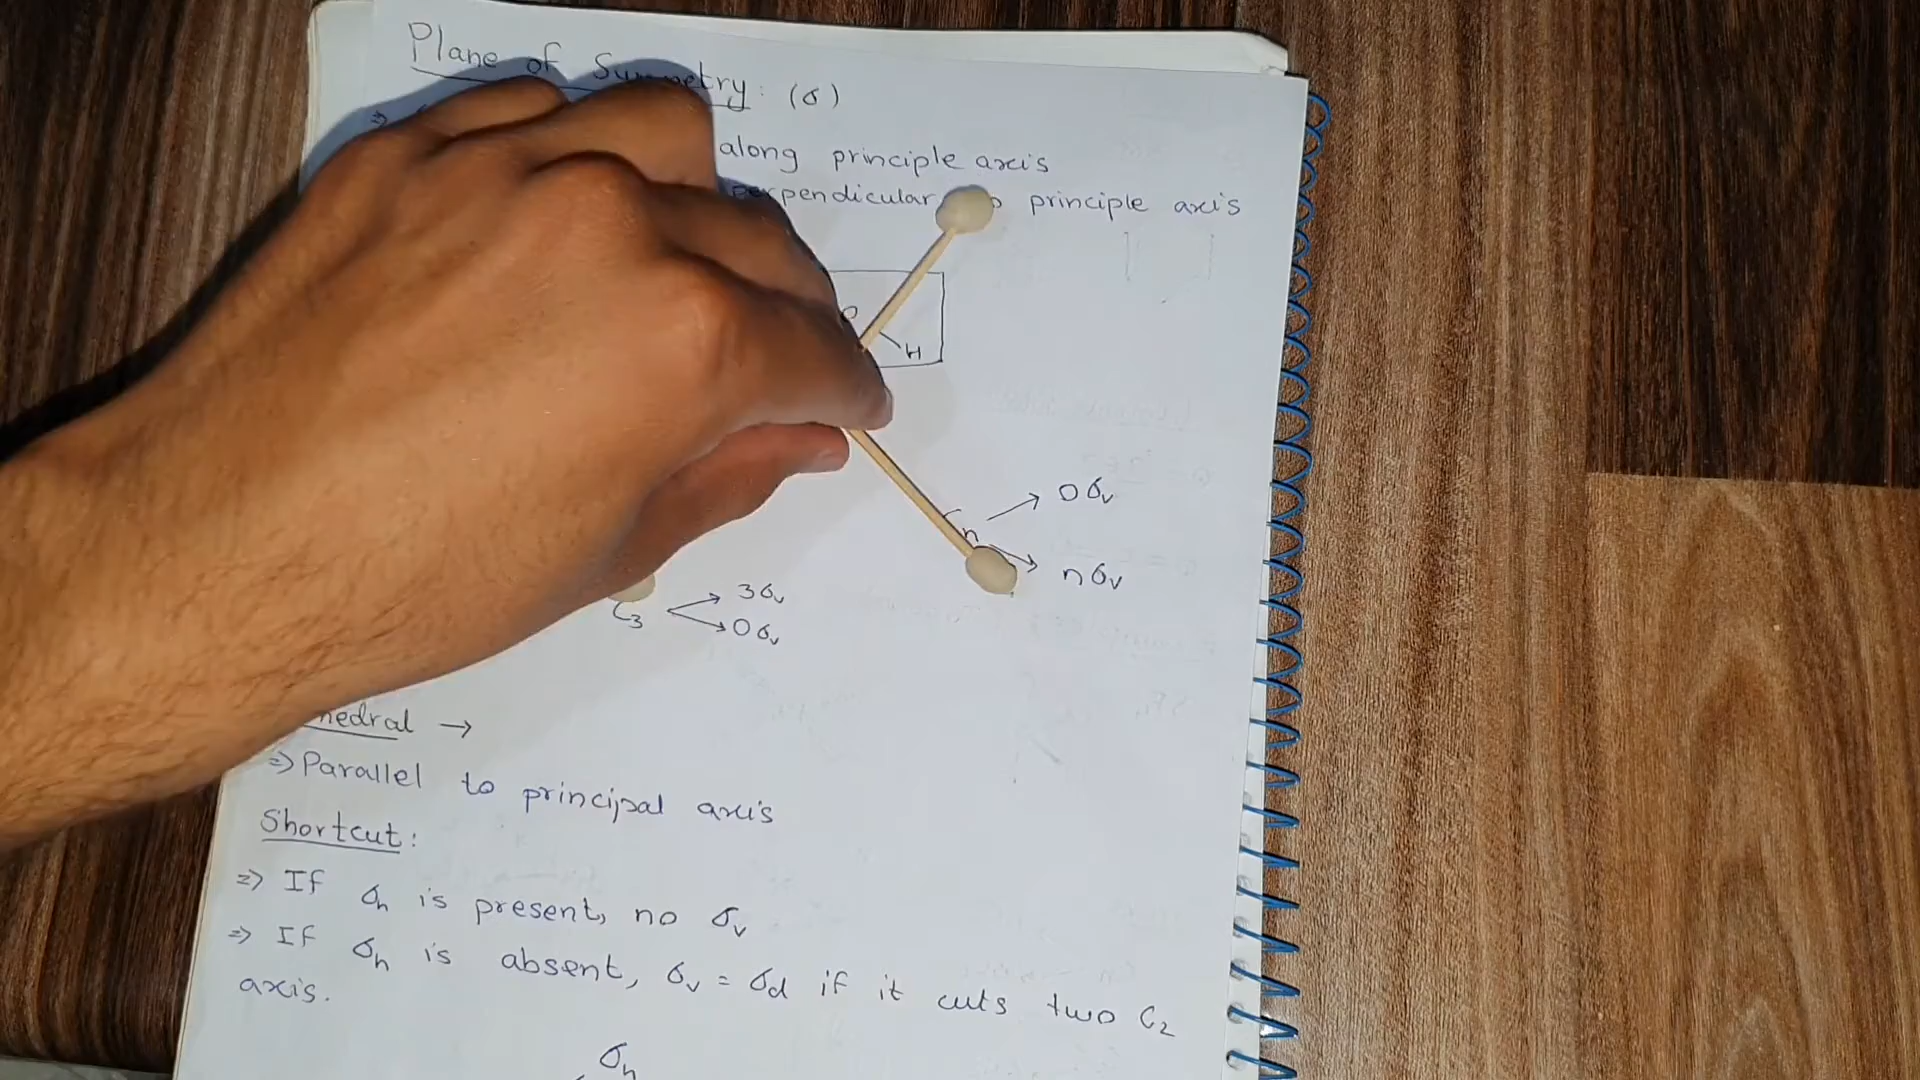 Plane of Symmetry: (σ)
⇒
along principle axis
perpendicular principle axis
H
n → 0σᵥ
→ nσᵥ
C₃ → 3σᵥ
→ 0σᵥ
hedral →
⇒ Parallel to principal axis
Shortcut:
⇒ If σₕ is present, no σᵥ
⇒ If σₕ is absent, σᵥ = σd if it cuts two C₂
axis.
σₕ